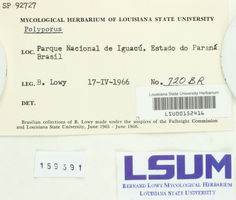 SP 92727
MYCOLOGICAL HERBARIUM OF LOUISIANA STATE UNIVERSITY
Polyporus
LOC. Parque Nacional de Iguacú, Estado do Paraná
Brasil
LEG. B. Lowy 17-IV-1966 No. 720 BR
Louisiana State University Herbarium
LSU00152414
DET.
Brazilian collections of B. Lowy made under the auspices of the Fulbright Commission
and Louisiana State University, June 1965 - June 1966.
159391
LSUM
BERNARD LOWY MYCOLOGICAL HERBARIUM
LOUISIANA STATE UNIVERSITY